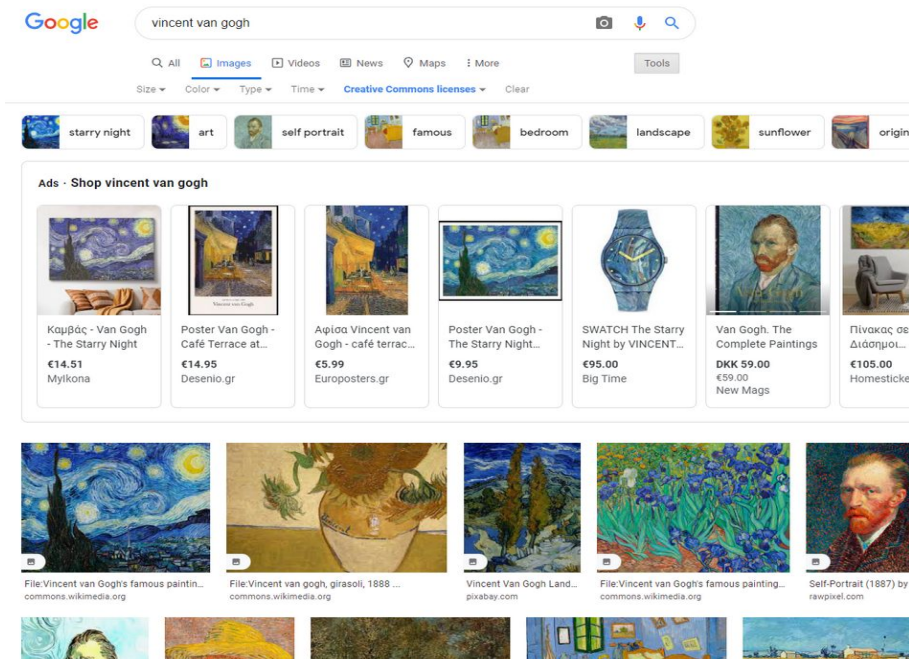 Google
vincent van gogh
All Images Videos News Maps More Tools
Size Color Type Time Creative Commons licenses Clear
starry night art self portrait famous bedroom landscape sunflower origin
Ads · Shop vincent van gogh
Καμβάς - Van Gogh
- The Starry Night
€14.51
MyIkona
Poster Van Gogh -
Café Terrace at...
€14.95
Desenio.gr
Αφίσα Vincent van
Gogh - café terrac...
€5.99
Europosters.gr
Poster Van Gogh -
The Starry Night...
€9.95
Desenio.gr
SWATCH The Starry
Night by VINCENT...
€95.00
Big Time
Van Gogh. The
Complete Paintings
DKK 59.00
€59.00
New Mags
Πίνακας σε
Διάσημοι...
€105.00
Homesticke
File:Vincent van Gogh's famous paintin...
commons.wikimedia.org
File:Vincent van gogh, girasoli, 1888 ...
commons.wikimedia.org
Vincent Van Gogh Land...
pixabay.com
File:Vincent van Gogh's famous painting...
commons.wikimedia.org
Self-Portrait (1887) by
rawpixel.com